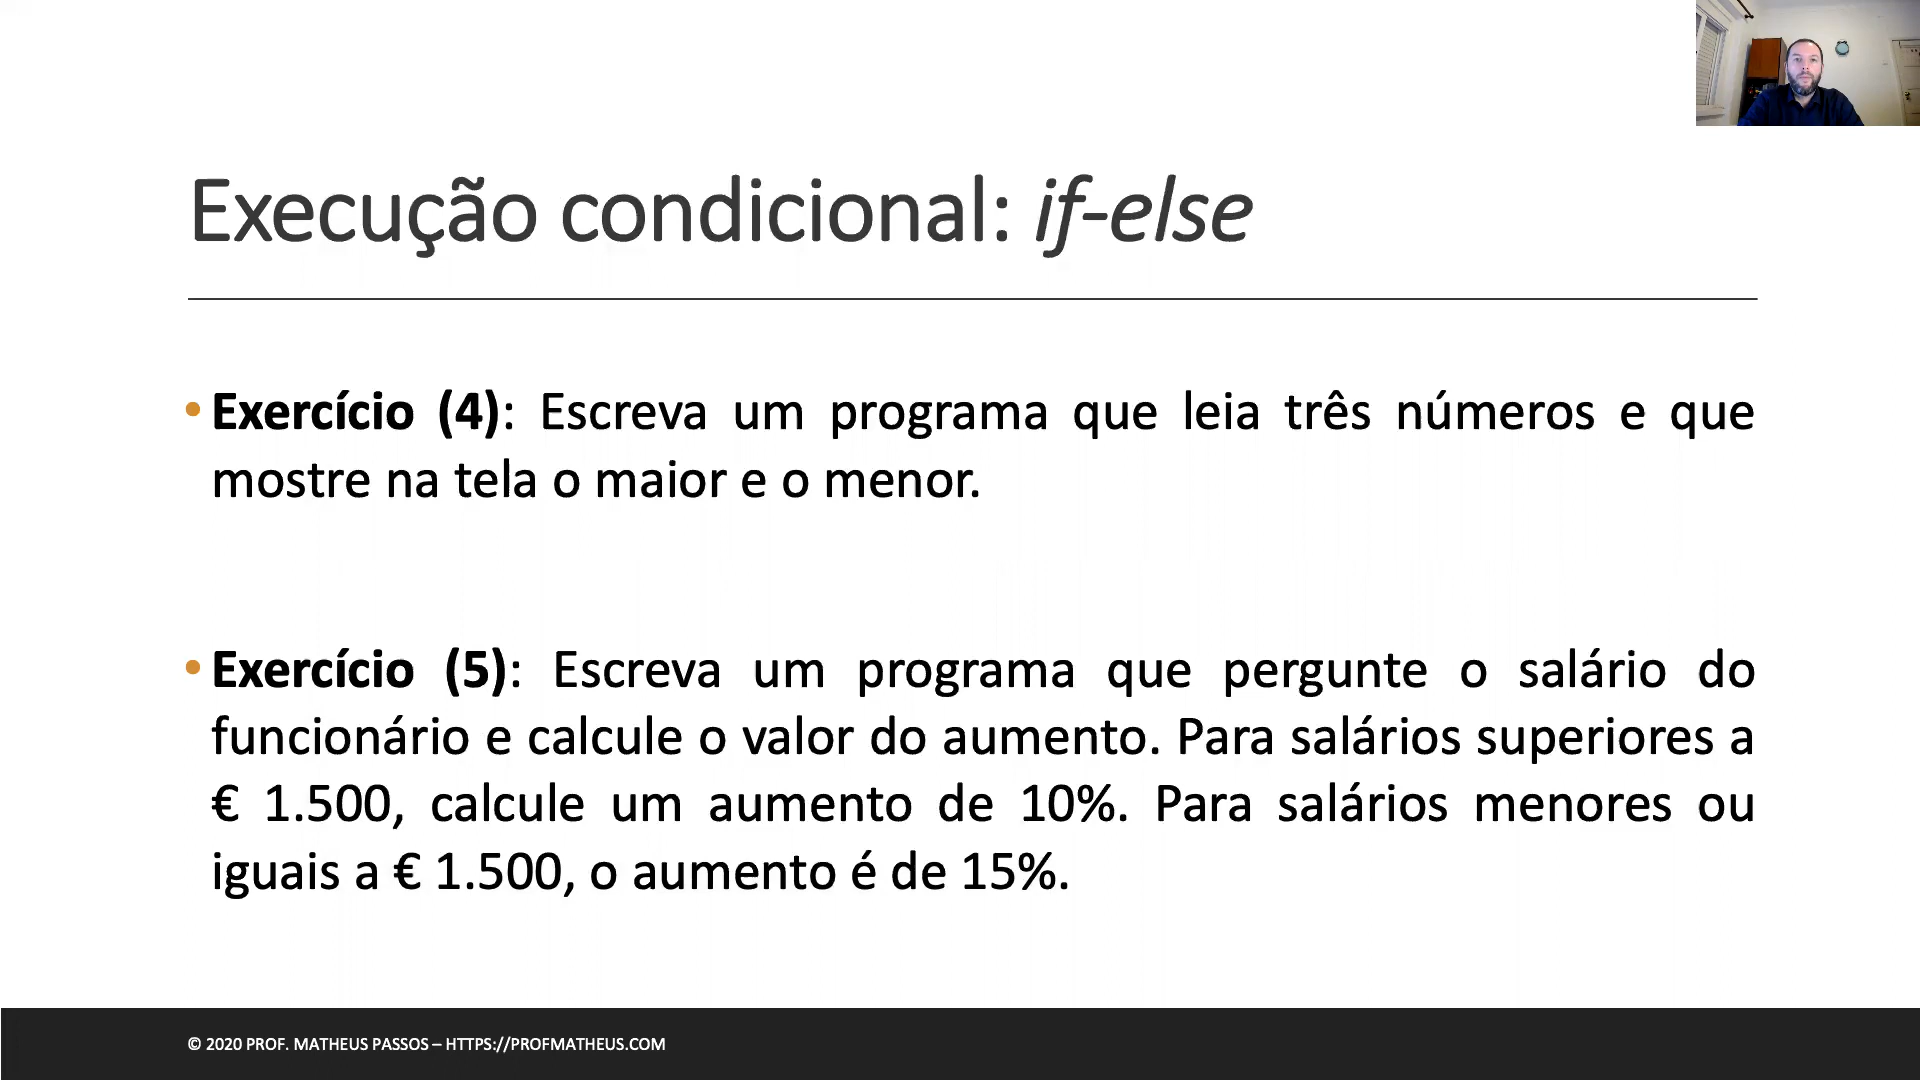 Execução condicional: if-else
• Exercício (4): Escreva um programa que leia três números e que
mostre na tela o maior e o menor.
• Exercício (5): Escreva um programa que pergunte o salário do
funcionário e calcule o valor do aumento. Para salários superiores a
€ 1.500, calcule um aumento de 10%. Para salários menores ou
iguais a € 1.500, o aumento é de 15%.
© 2020 PROF. MATHEUS PASSOS – HTTPS://PROFMATHEUS.COM